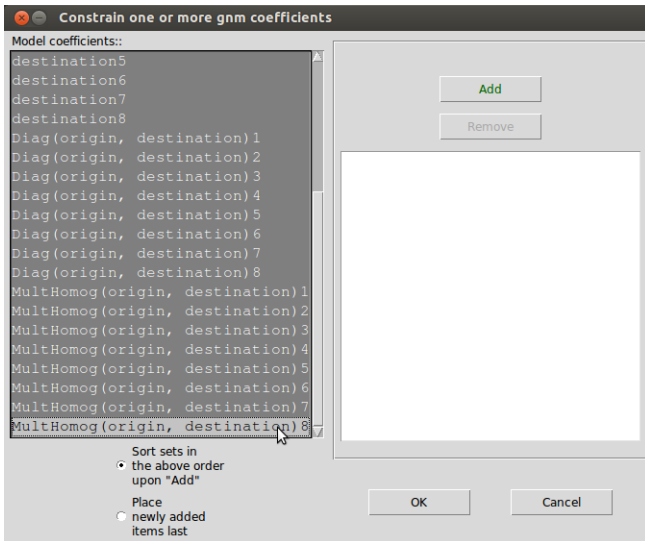 Constrain one or more gnm coefficients
Model coefficients::
destination5
destination6
destination7
destination8
Diag(origin, destination)1
Diag(origin, destination)2
Diag(origin, destination)3
Diag(origin, destination)4
Diag(origin, destination)5
Diag(origin, destination)6
Diag(origin, destination)7
Diag(origin, destination)8
MultHomog(origin, destination)1
MultHomog(origin, destination)2
MultHomog(origin, destination)3
MultHomog(origin, destination)4
MultHomog(origin, destination)5
MultHomog(origin, destination)6
MultHomog(origin, destination)7
MultHomog(origin, destination)8
Sort sets in
the above order
upon "Add"
Place
newly added
items last
Add
Remove
OK
Cancel